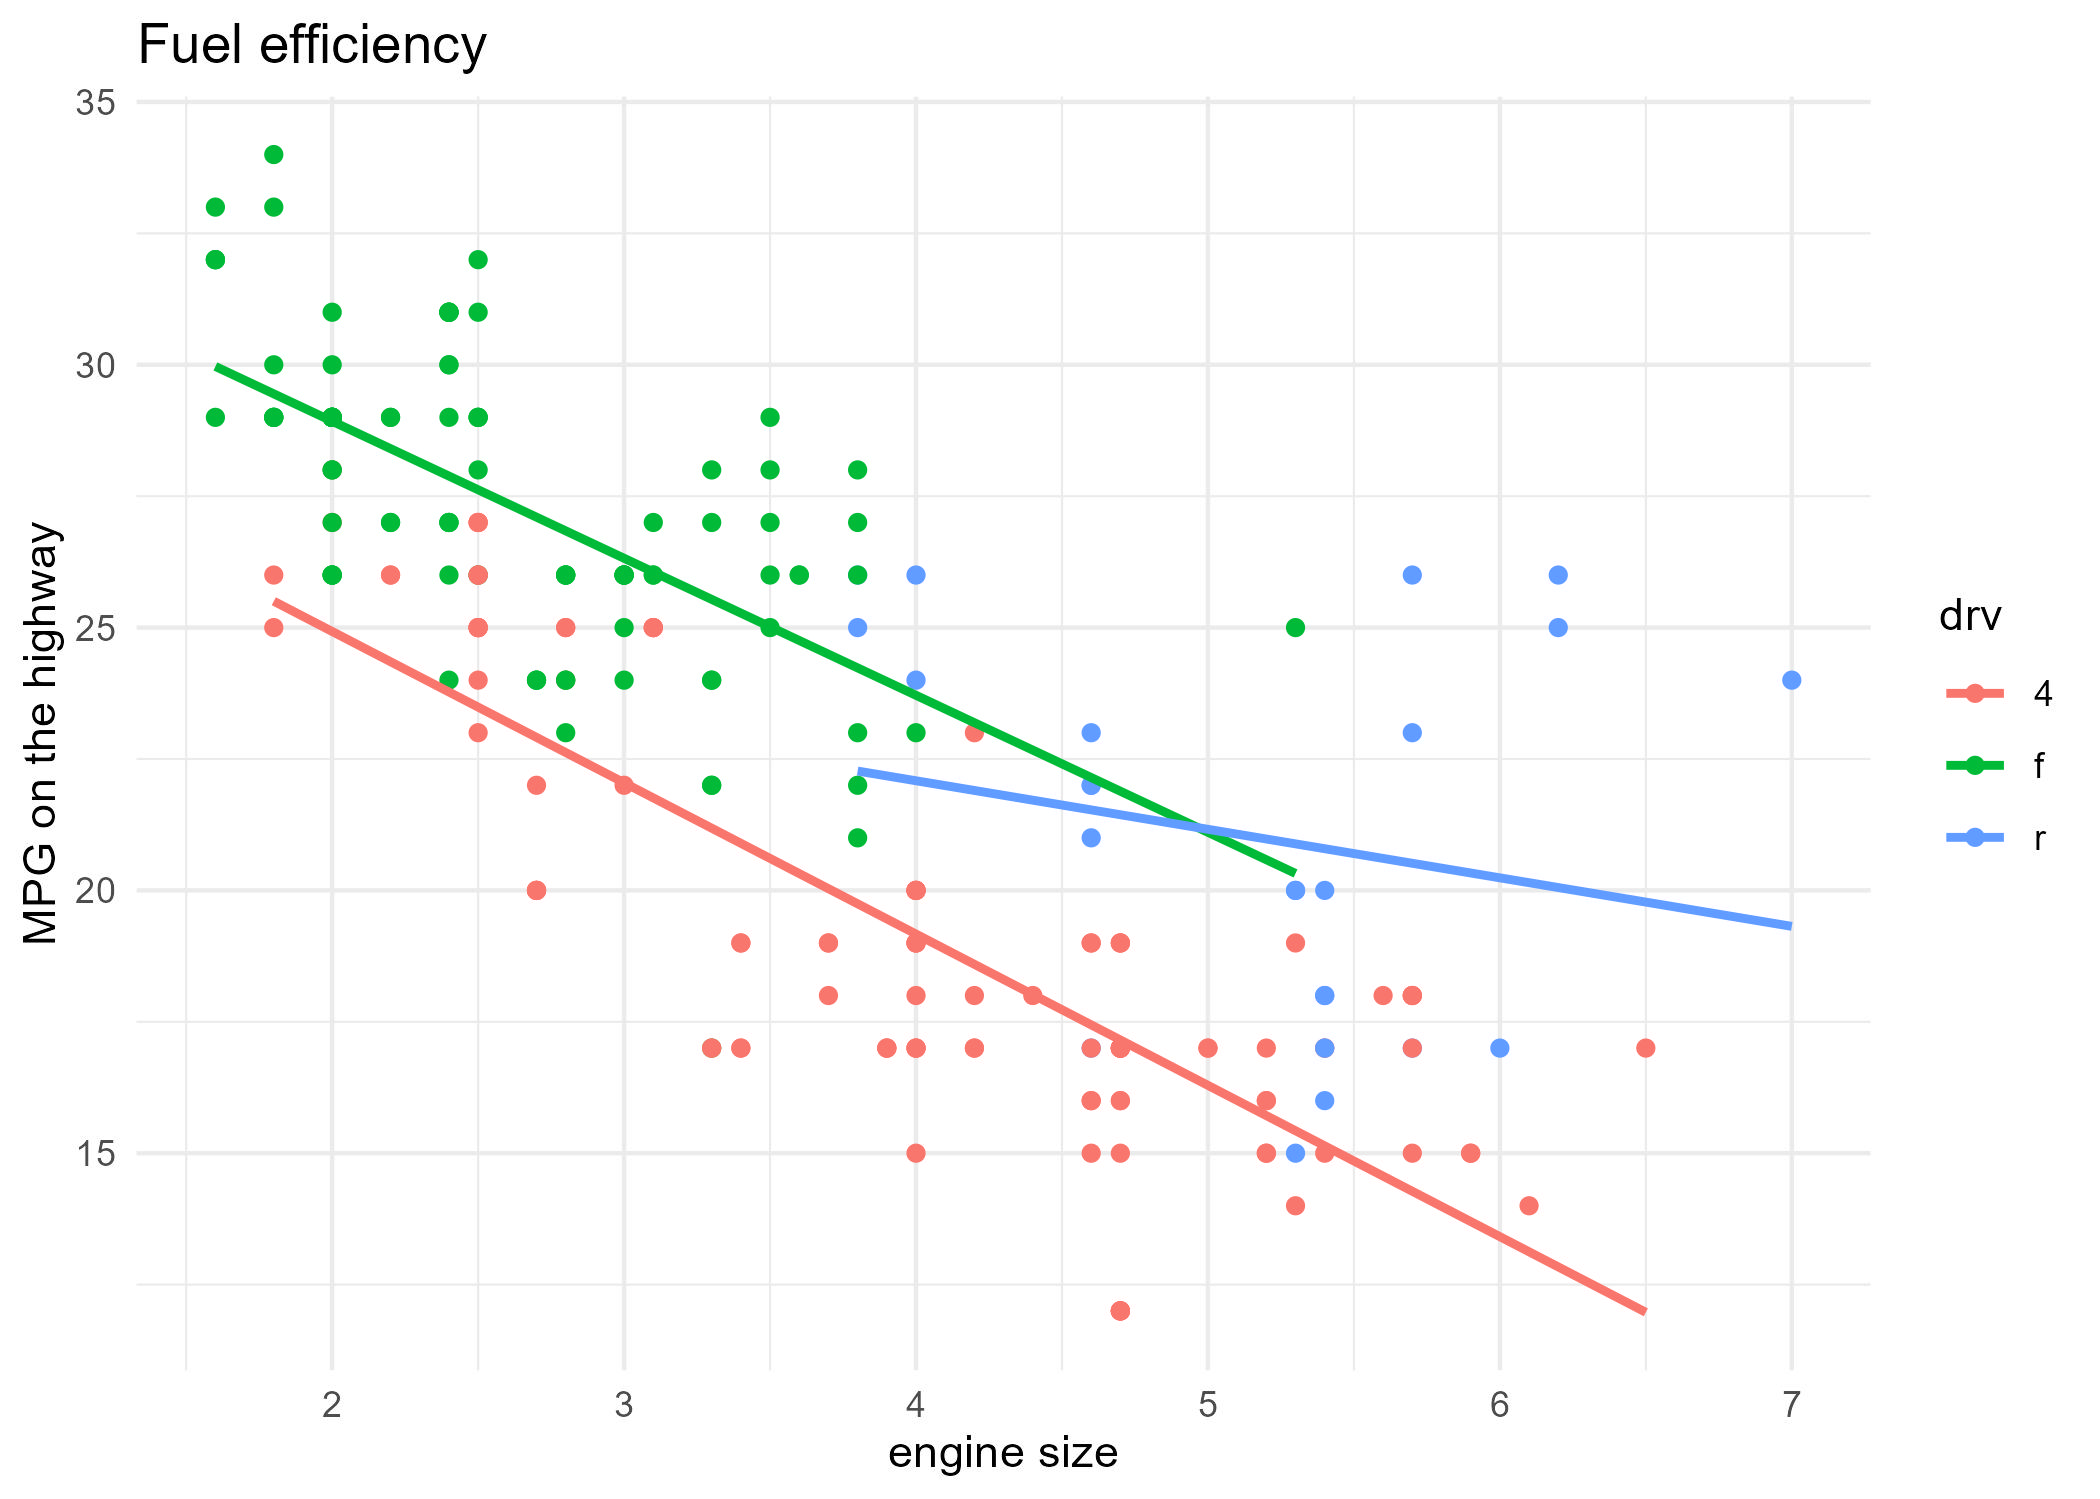 Fuel efficiency
35
30
25
20
15
MPG on the highway
2 3 4 5 6 7
engine size
drv
4
f
r